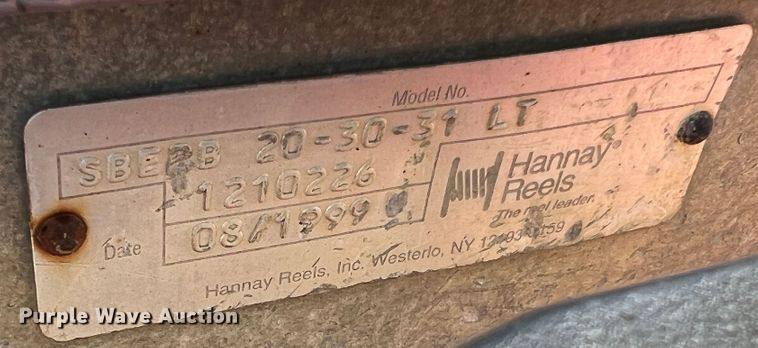 Model No.
SBEPB 20-30-31 LT
1210226
Date 08/1999
Hannay®
Reels
The reel leader.
Hannay Reels, Inc. Westerlo, NY
Purple Wave Auction